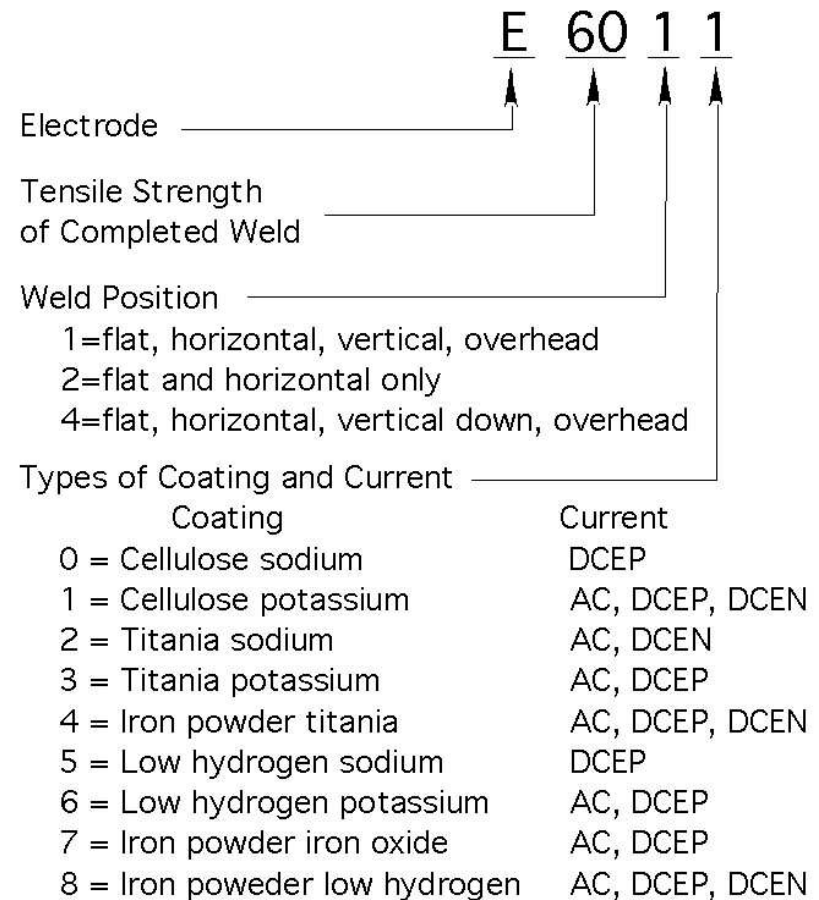 E 60 1 1
Electrode
Tensile Strength
of Completed Weld
Weld Position
1=flat, horizontal, vertical, overhead
2=flat and horizontal only
4=flat, horizontal, vertical down, overhead
Types of Coating and Current
Coating Current
0 = Cellulose sodium DCEP
1 = Cellulose potassium AC, DCEP, DCEN
2 = Titania sodium AC, DCEN
3 = Titania potassium AC, DCEP
4 = Iron powder titania AC, DCEP, DCEN
5 = Low hydrogen sodium DCEP
6 = Low hydrogen potassium AC, DCEP
7 = Iron powder iron oxide AC, DCEP
8 = Iron poweder low hydrogen AC, DCEP, DCEN